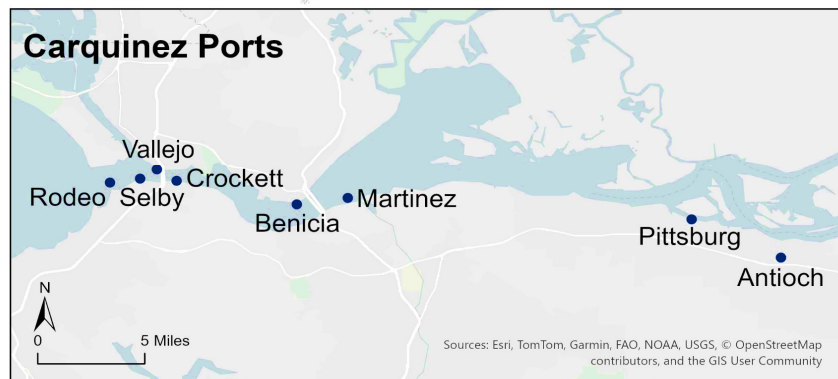 Carquinez Ports
Vallejo
Rodeo
Selby
Crockett
Benicia
Martinez
Pittsburg
Antioch
N
0
5 Miles
Sources: Esri, TomTom, Garmin, FAO, NOAA, USGS, © OpenStreetMap
contributors, and the GIS User Community